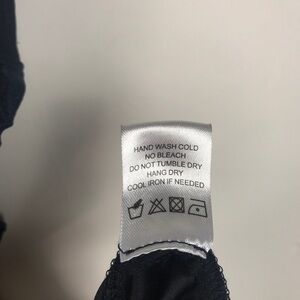 HAND WASH COLD
NO BLEACH
DO NOT TUMBLE DRY
HANG DRY
COOL IRON IF NEEDED